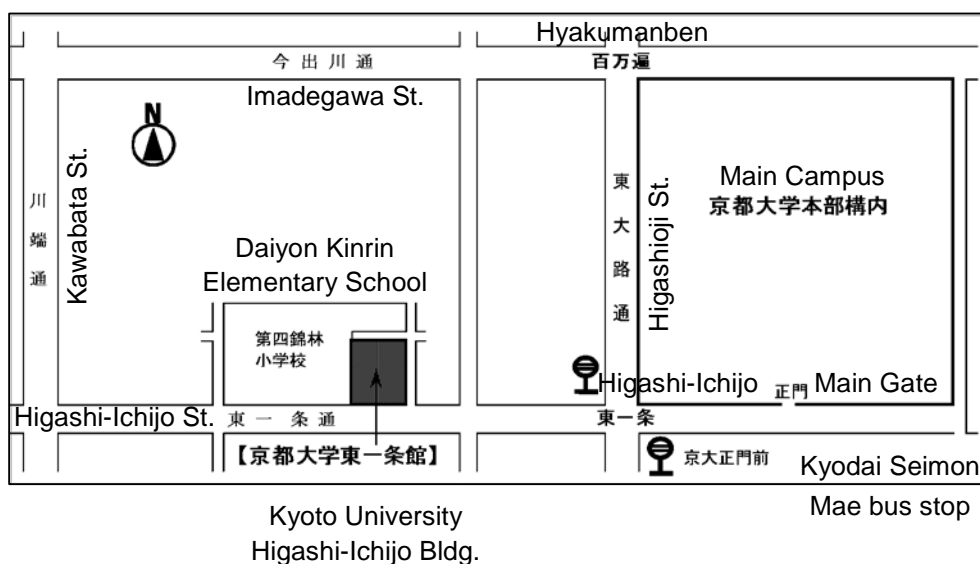 Hyakumanben
今出川通
百万遍
Imadegawa St.
N
川端通
Kawabata St.
東大路通
Higashioji St.
Main Campus
京都大学本部構内
Daiyon Kinrin
Elementary School
第四錦林
小学校
Higashi-Ichijo
正門
Main Gate
Higashi-Ichijo St.
東一条通
東一条
【京都大学東一条館】
京大正門前
Kyodai Seimon
Mae bus stop
Kyoto University
Higashi-Ichijo Bldg.